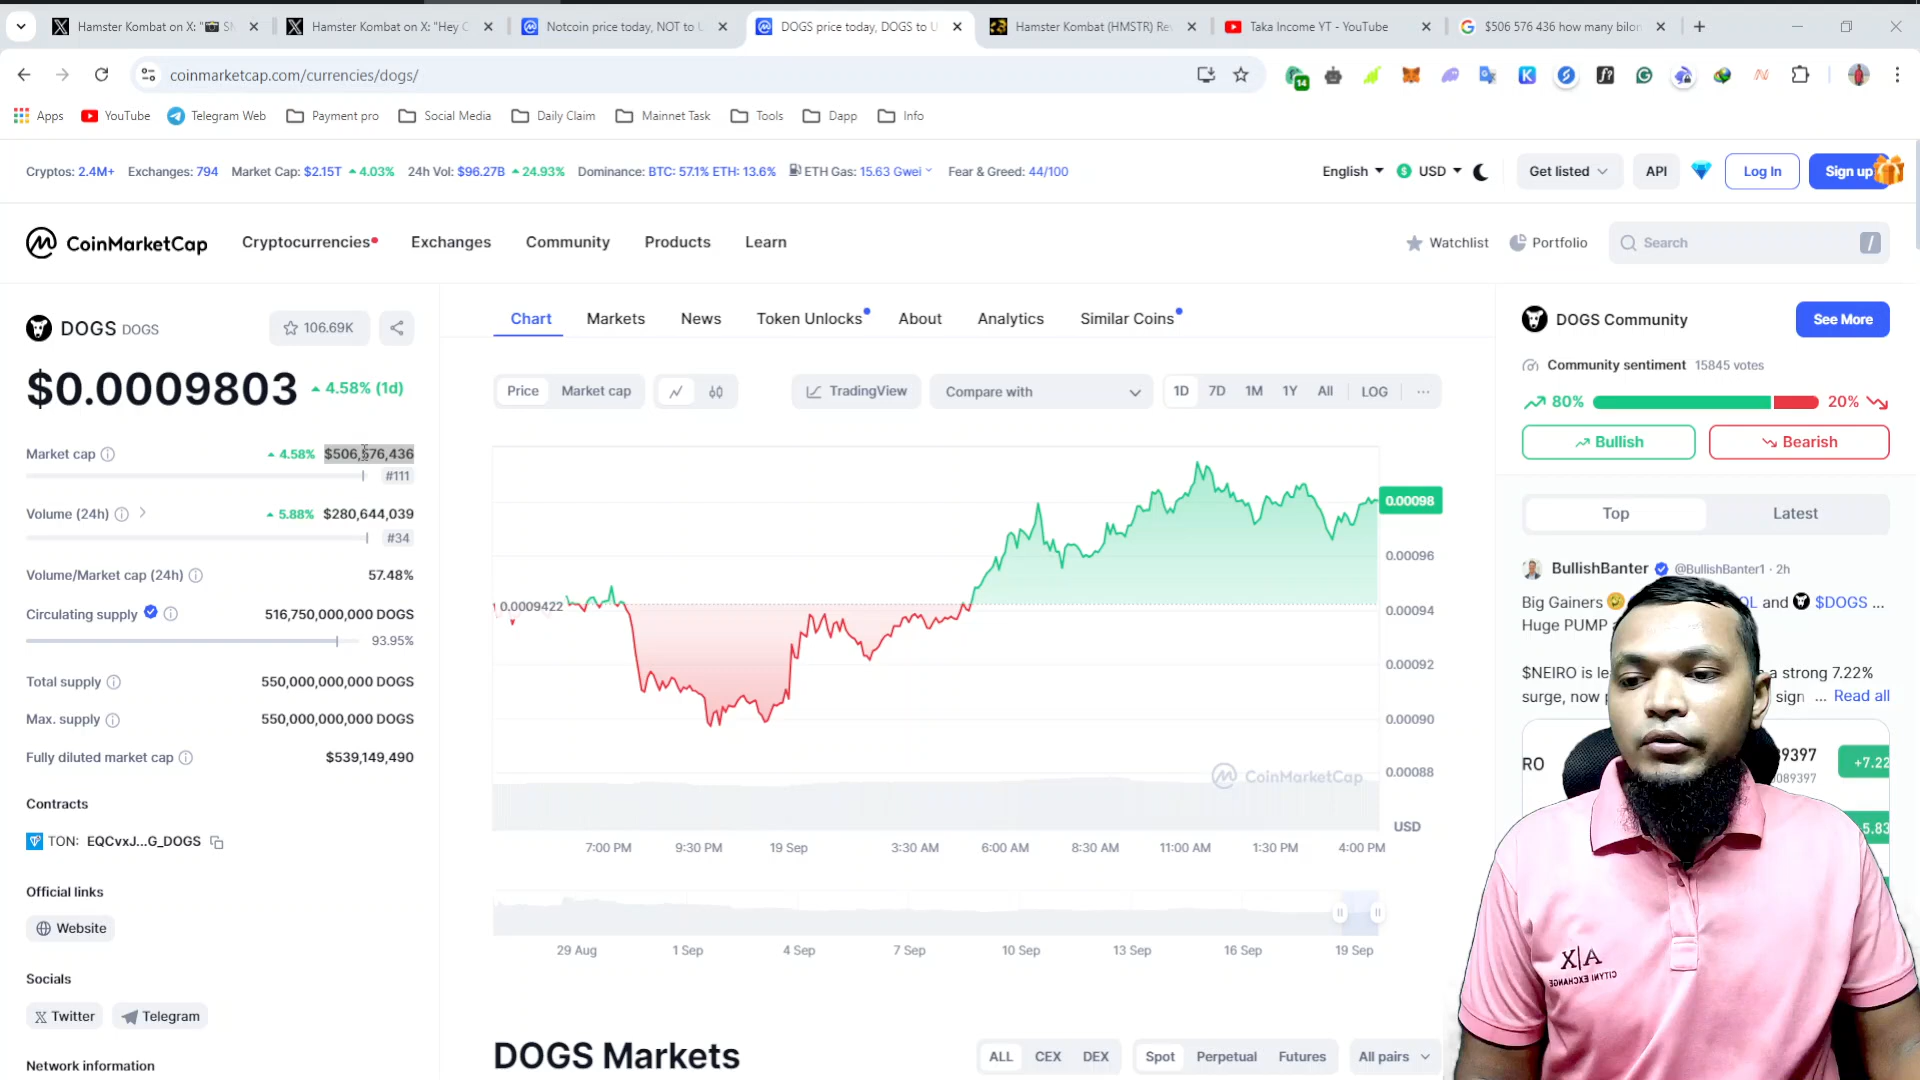 Hamster Kombat on X: "📷 SN
Hamster Kombat on X: "Hey C
Notcoin price today, NOT to U
DOGS price today, DOGS to U
Hamster Kombat (HMSTR) Re
Taka Income YT - YouTube
$506 576 436 how many bilon
coinmarketcap.com/currencies/dogs/
14
Apps YouTube Telegram Web Payment pro Social Media Daily Claim Mainnet Task Tools Dapp Info
Cryptos: 2.4M+ Exchanges: 794 Market Cap: $2.15T 4.03% 24h Vol: $96.27B 24.93% Dominance: BTC: 57.1% ETH: 13.6% ETH Gas: 15.63 Gwei Fear & Greed: 44/100
English USD Get listed API Log In Sign up
CoinMarketCap Cryptocurrencies Exchanges Community Products Learn
Watchlist Portfolio Search /
DOGS DOGS 106.69K
$0.0009803 4.58% (1d)
Market cap 4.58% $506,576,436
#111
Volume (24h) 5.88% $280,644,039
#34
Volume/Market cap (24h) 57.48%
Circulating supply 516,750,000,000 DOGS
93.95%
Total supply 550,000,000,000 DOGS
Max. supply 550,000,000,000 DOGS
Fully diluted market cap $539,149,490
Contracts
TON: EQCvxJ...G_DOGS
Official links
Website
Socials
Twitter Telegram
Network information
Chart Markets News Token Unlocks About Analytics Similar Coins
Price Market cap TradingView Compare with 1D 7D 1M 1Y All LOG ...
0.00098
0.00096
0.0009422
0.00094
0.00092
0.00090
0.00088
CoinMarketCap
USD
7:00 PM 9:30 PM 19 Sep 3:30 AM 6:00 AM 8:30 AM 11:00 AM 1:30 PM 4:00 PM
29 Aug 1 Sep 4 Sep 7 Sep 10 Sep 13 Sep 16 Sep 19 Sep
DOGS Markets
ALL CEX DEX Spot Perpetual Futures All pairs
DOGS Community See More
Community sentiment 15845 votes
80% 20%
Bullish Bearish
Top Latest
BullishBanter @BullishBanter1 · 2h
Big Gainers OL and $DOGS ...
Huge PUMP
$NEIRO is le a strong 7.22%
surge, now sign ... Read all
RO 9397 +7.22
089397
5.83
A|X
CITYNI EXCHANGE